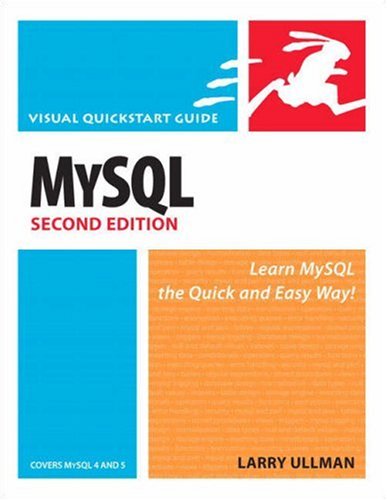 VISUAL QUICKSTART GUIDE
MYSQL
SECOND EDITION
Learn MySQL
the Quick and Easy Way!
COVERS MYSQL 4 AND 5
LARRY ULLMAN